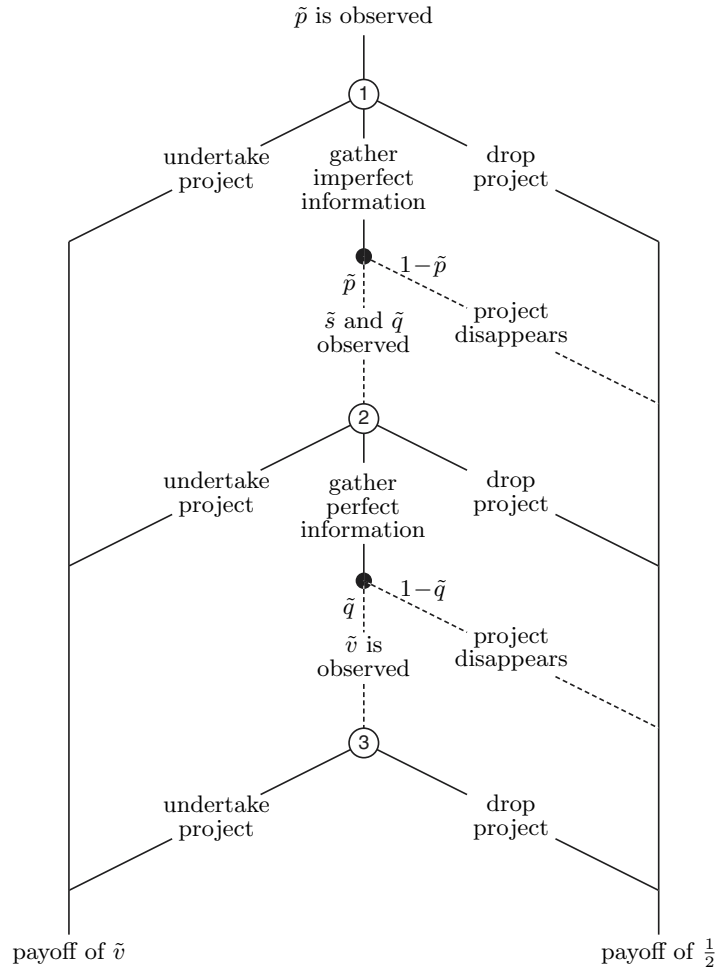 p̃ is observed
1
undertake
project
gather
imperfect
information
drop
project
1−p̃
p̃
project
disappears
s̃ and q̃
observed
2
undertake
project
gather
perfect
information
drop
project
1−q̃
q̃
project
disappears
ṽ is
observed
3
undertake
project
drop
project
payoff of ṽ
payoff of 1/2